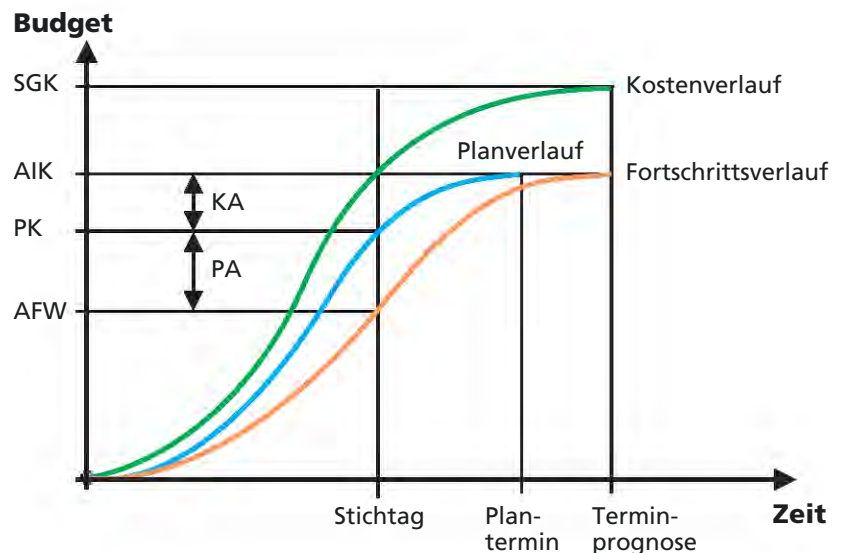 Budget
SGK
Kostenverlauf
Planverlauf
AIK
Fortschrittsverlauf
KA
PK
PA
AFW
Stichtag
Plan-
termin
Termin-
prognose
Zeit